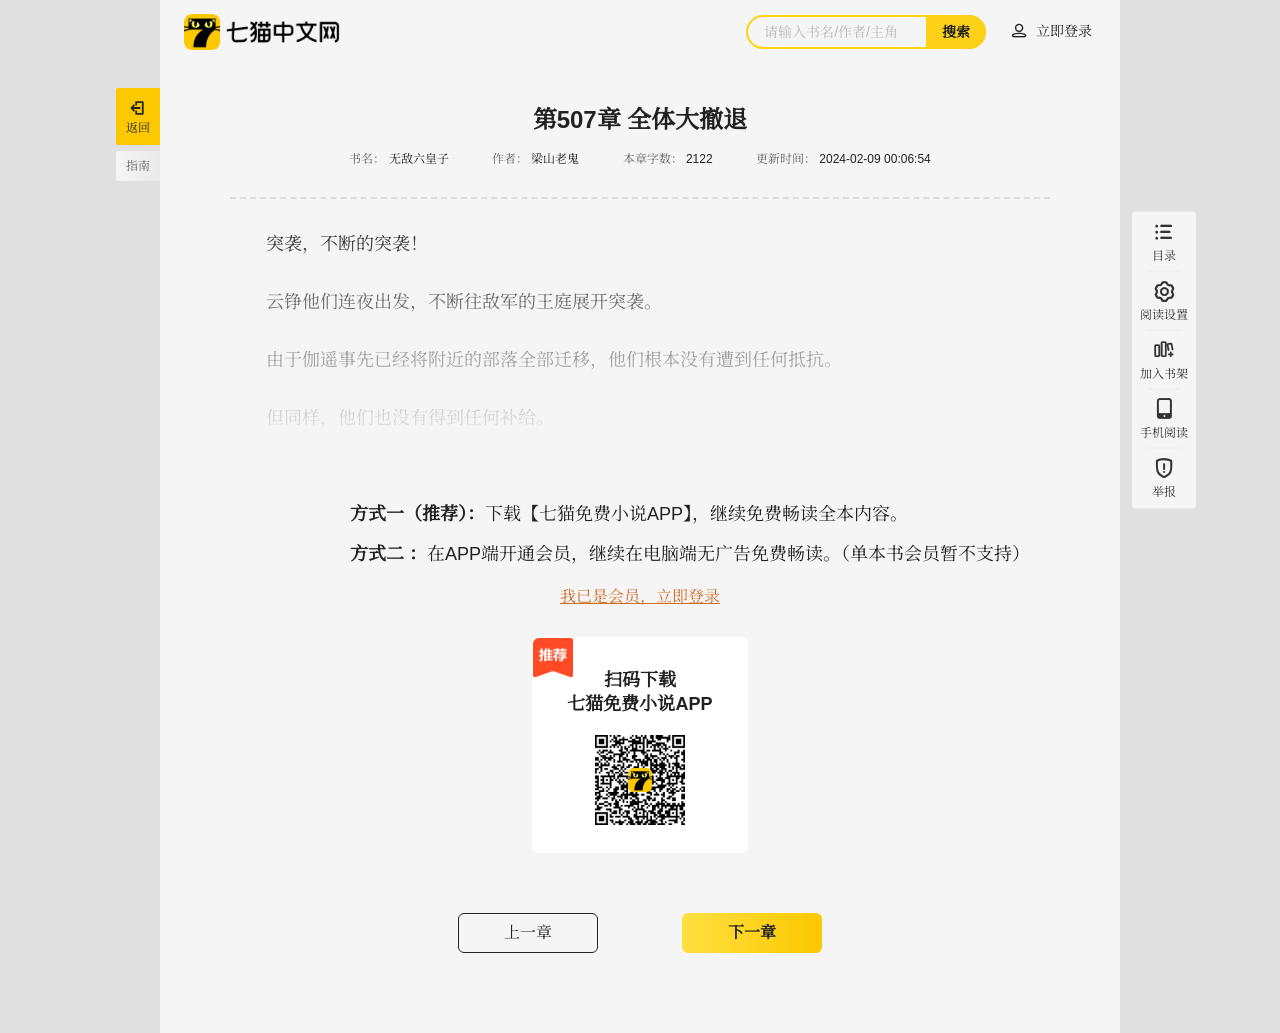 七猫中文网
请输入书名/作者/主角
搜索
立即登录
返回
指南
第507章 全体大撤退
书名： 无敌六皇子 作者： 梁山老鬼 本章字数： 2122 更新时间： 2024-02-09 00:06:54
突袭，不断的突袭！
云铮他们连夜出发，不断往敌军的王庭展开突袭。
由于伽遥事先已经将附近的部落全部迁移，他们根本没有遭到任何抵抗。
但同样，他们也没有得到任何补给。
目录
阅读设置
加入书架
手机阅读
举报
方式一（推荐）： 下载【七猫免费小说APP】，继续免费畅读全本内容。
方式二 ： 在APP端开通会员，继续在电脑端无广告免费畅读。（单本书会员暂不支持）
我已是会员，立即登录
推荐
扫码下载
七猫免费小说APP
上一章
下一章